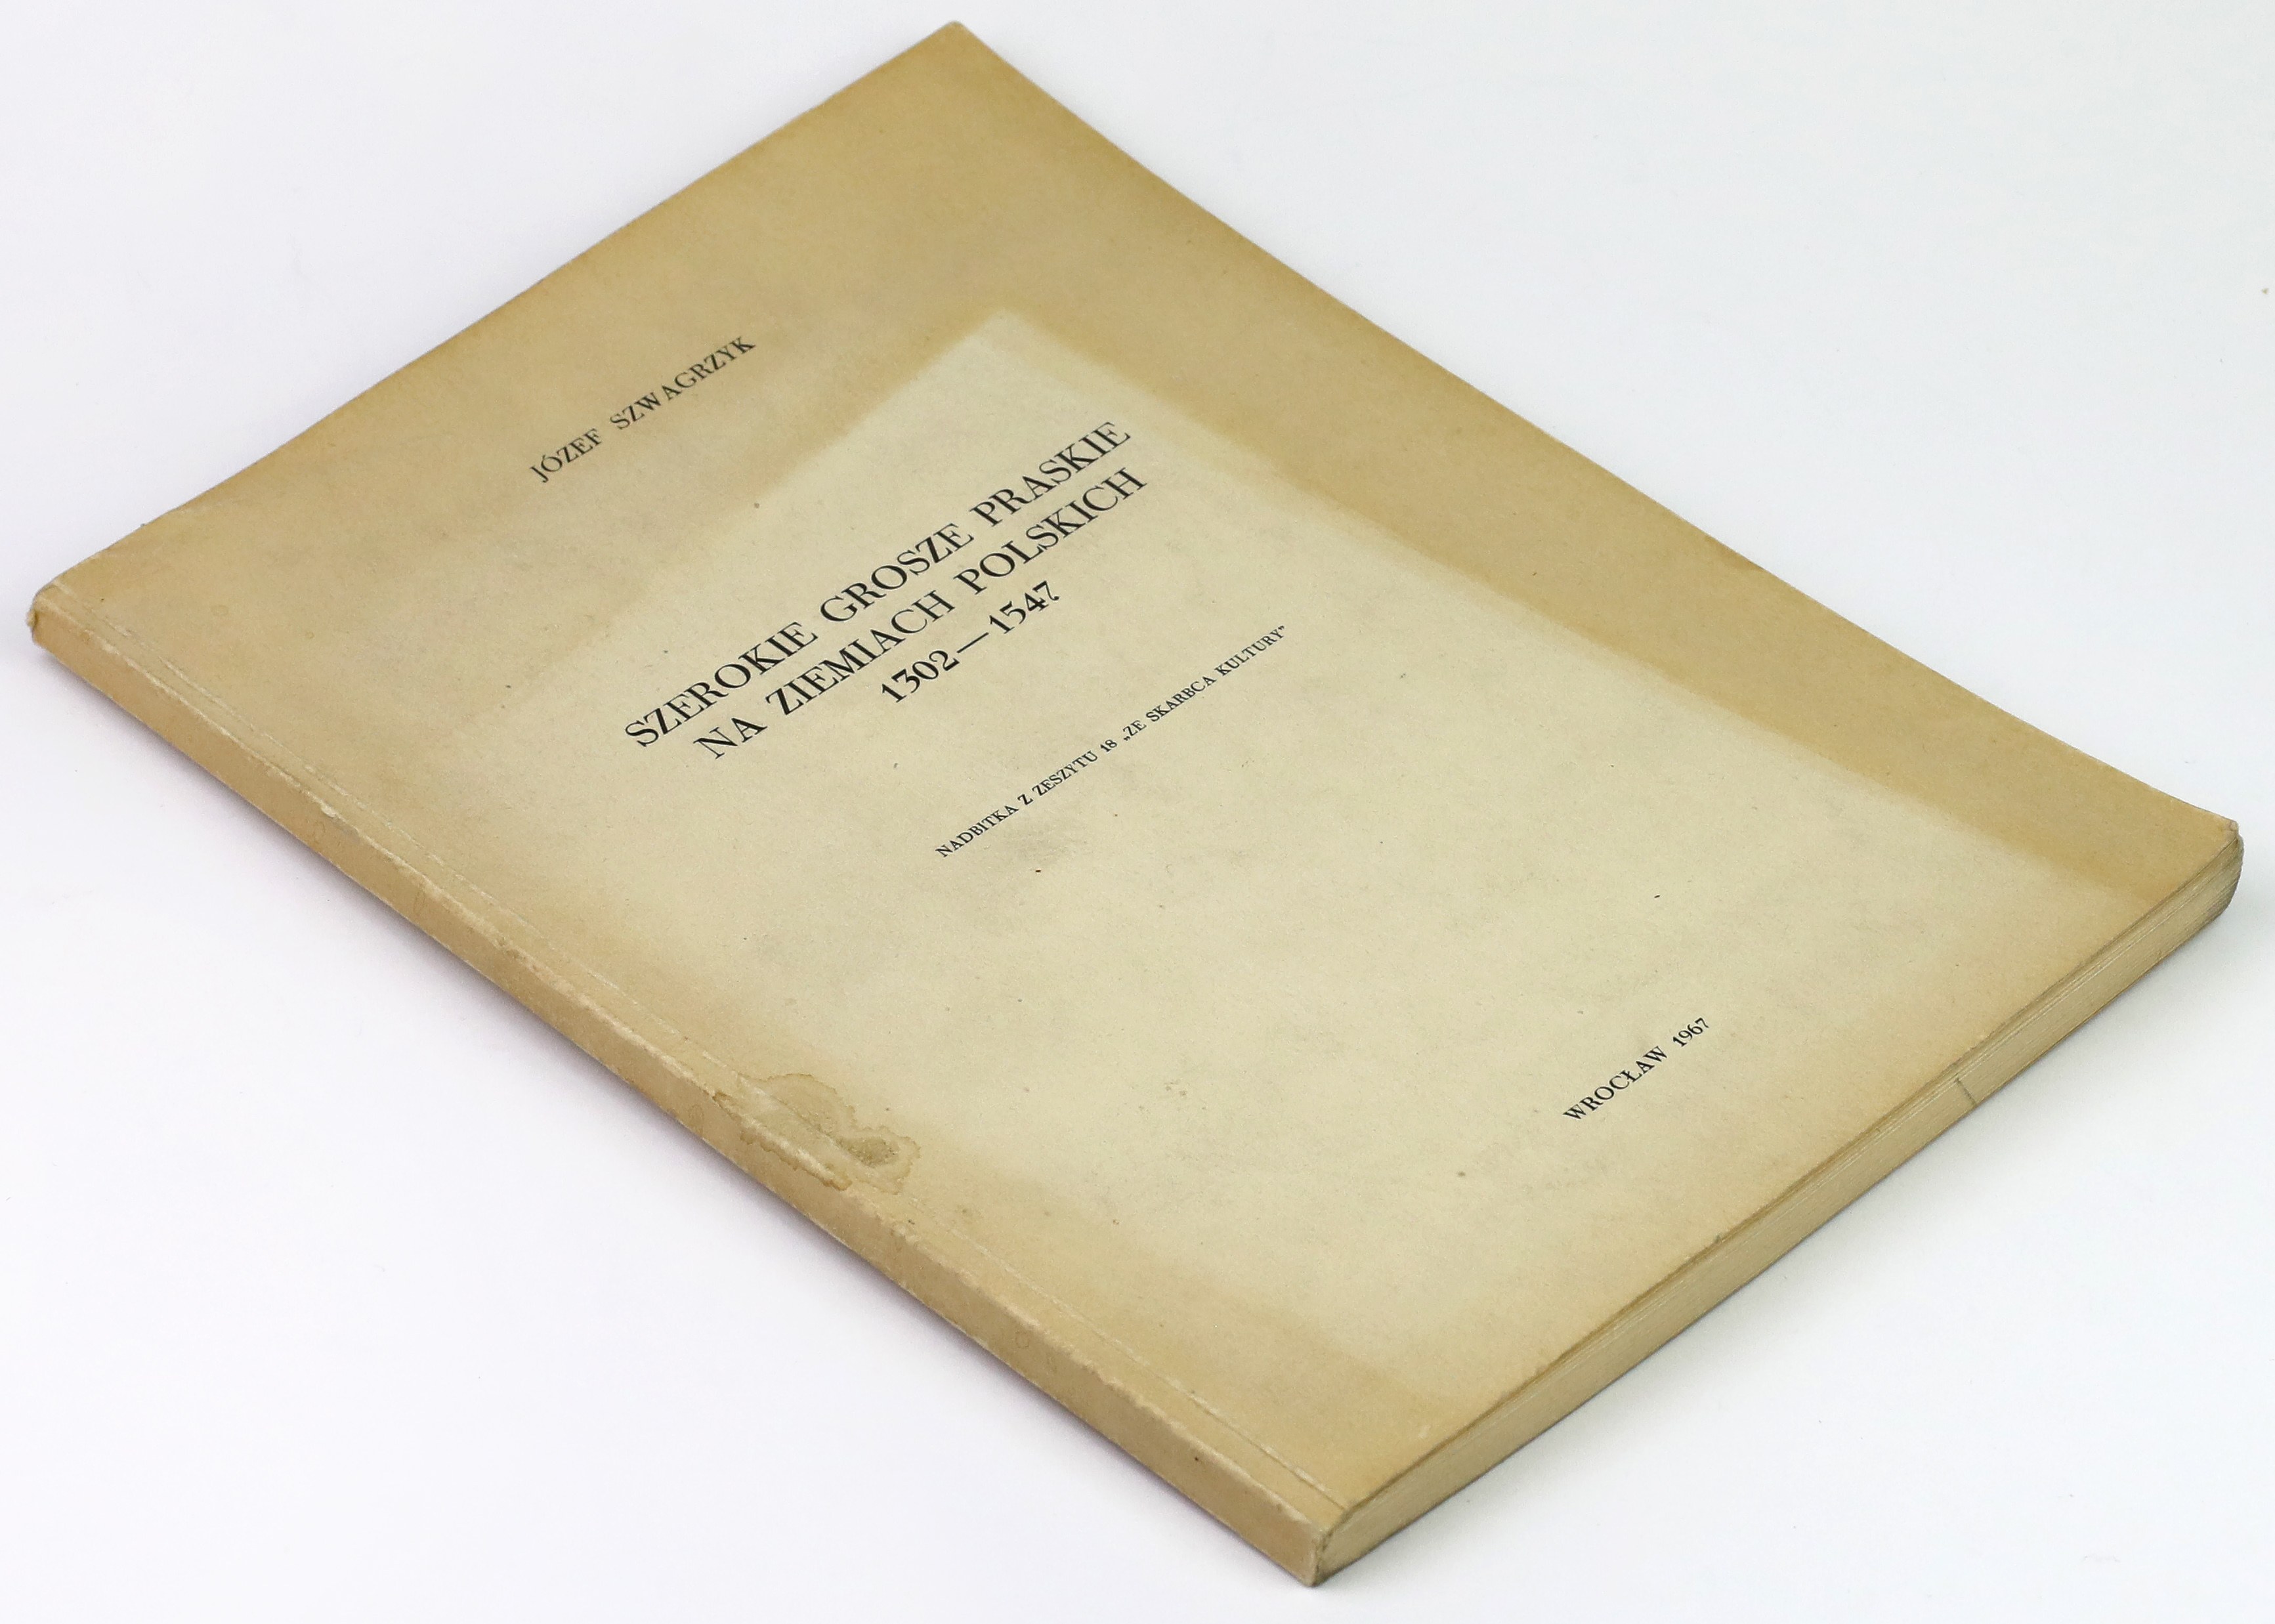 JÓZEF SZWAGRZYK
SZEROKIE GROSZE PRASKIE
NA ZIEMIACH POLSKICH
1302—1547
NADBITKA Z ZESZYTU 18 „ZE SKARBCA KULTURY”
WROCŁAW 1967